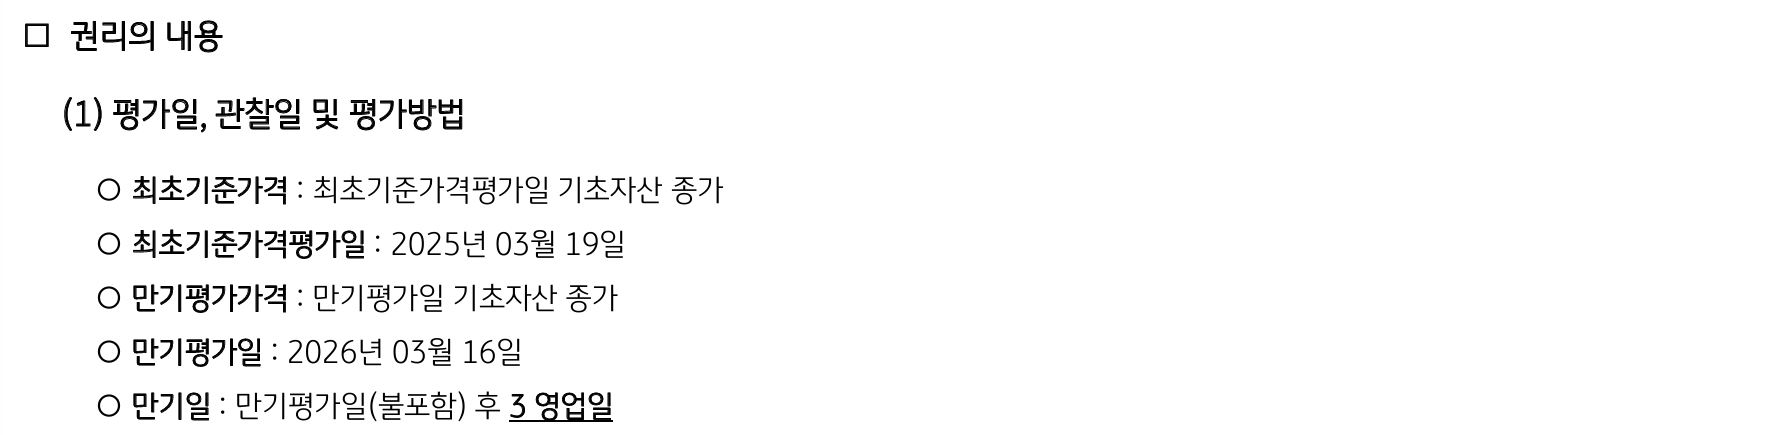 □ 권리의 내용
(1) 평가일, 관찰일 및 평가방법
○ 최초기준가격 : 최초기준가격평가일 기초자산 종가
○ 최초기준가격평가일 : 2025년 03월 19일
○ 만기평가가격 : 만기평가일 기초자산 종가
○ 만기평가일 : 2026년 03월 16일
○ 만기일 : 만기평가일(불포함) 후 3 영업일